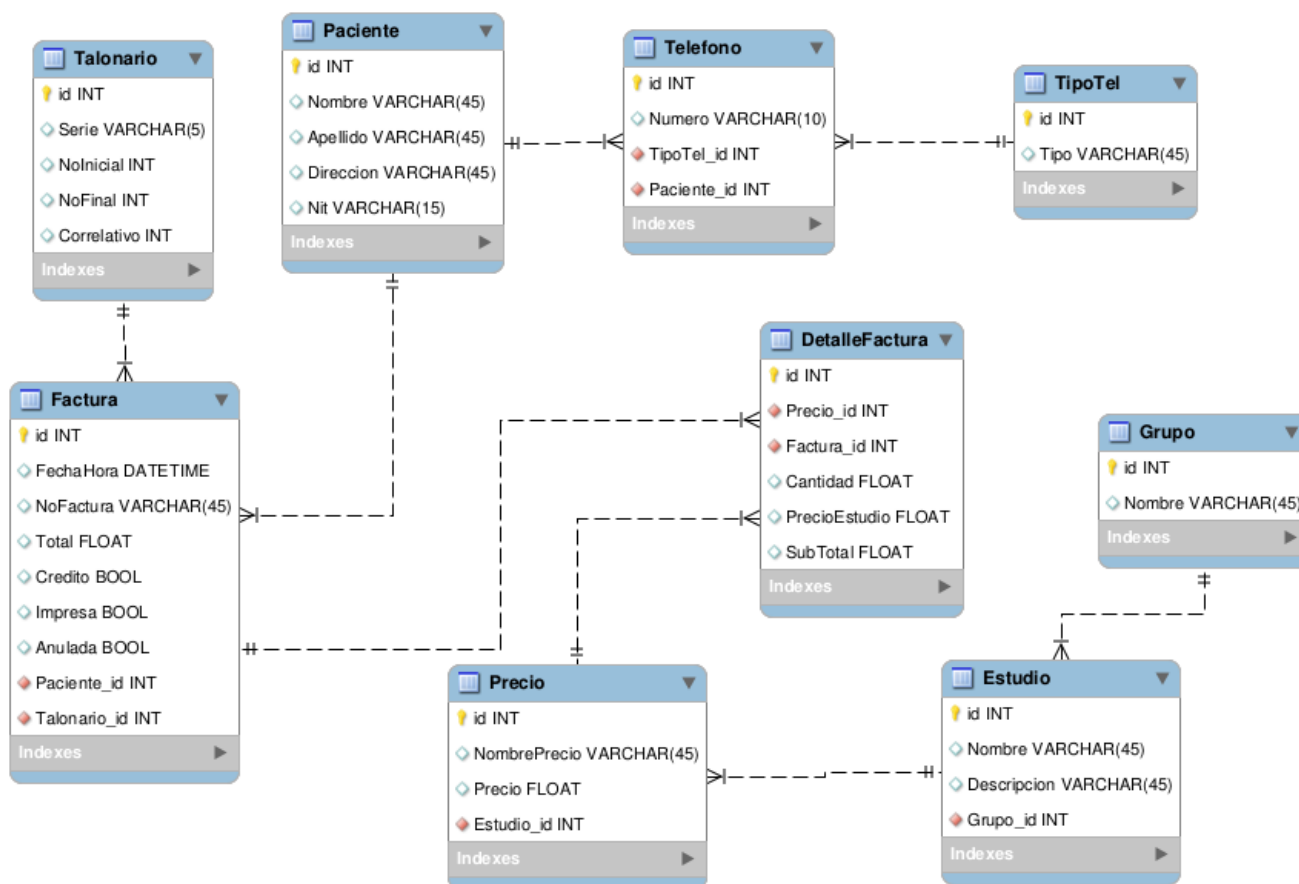 Talonario
id INT
Serie VARCHAR(5)
NoInicial INT
NoFinal INT
Correlativo INT
Indexes
Paciente
id INT
Nombre VARCHAR(45)
Apellido VARCHAR(45)
Direccion VARCHAR(45)
Nit VARCHAR(15)
Indexes
Telefono
id INT
Numero VARCHAR(10)
TipoTel_id INT
Paciente_id INT
Indexes
TipoTel
id INT
Tipo VARCHAR(45)
Indexes
Factura
id INT
FechaHora DATETIME
NoFactura VARCHAR(45)
Total FLOAT
Credito BOOL
Impresa BOOL
Anulada BOOL
Paciente_id INT
Talonario_id INT
Indexes
DetalleFactura
id INT
Precio_id INT
Factura_id INT
Cantidad FLOAT
PrecioEstudio FLOAT
SubTotal FLOAT
Indexes
Grupo
id INT
Nombre VARCHAR(45)
Indexes
Precio
id INT
NombrePrecio VARCHAR(45)
Precio FLOAT
Estudio_id INT
Indexes
Estudio
id INT
Nombre VARCHAR(45)
Descripcion VARCHAR(45)
Grupo_id INT
Indexes